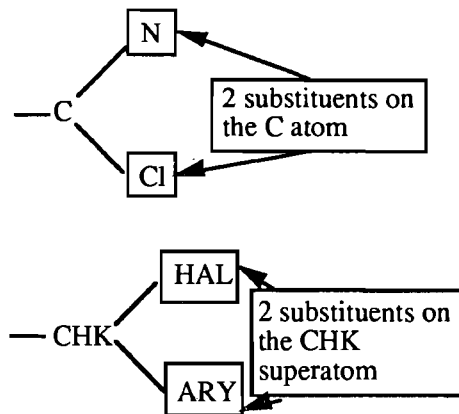 N
C
2 substituents on
the C atom
Cl
HAL
CHK
2 substituents on
the CHK
superatom
ARY